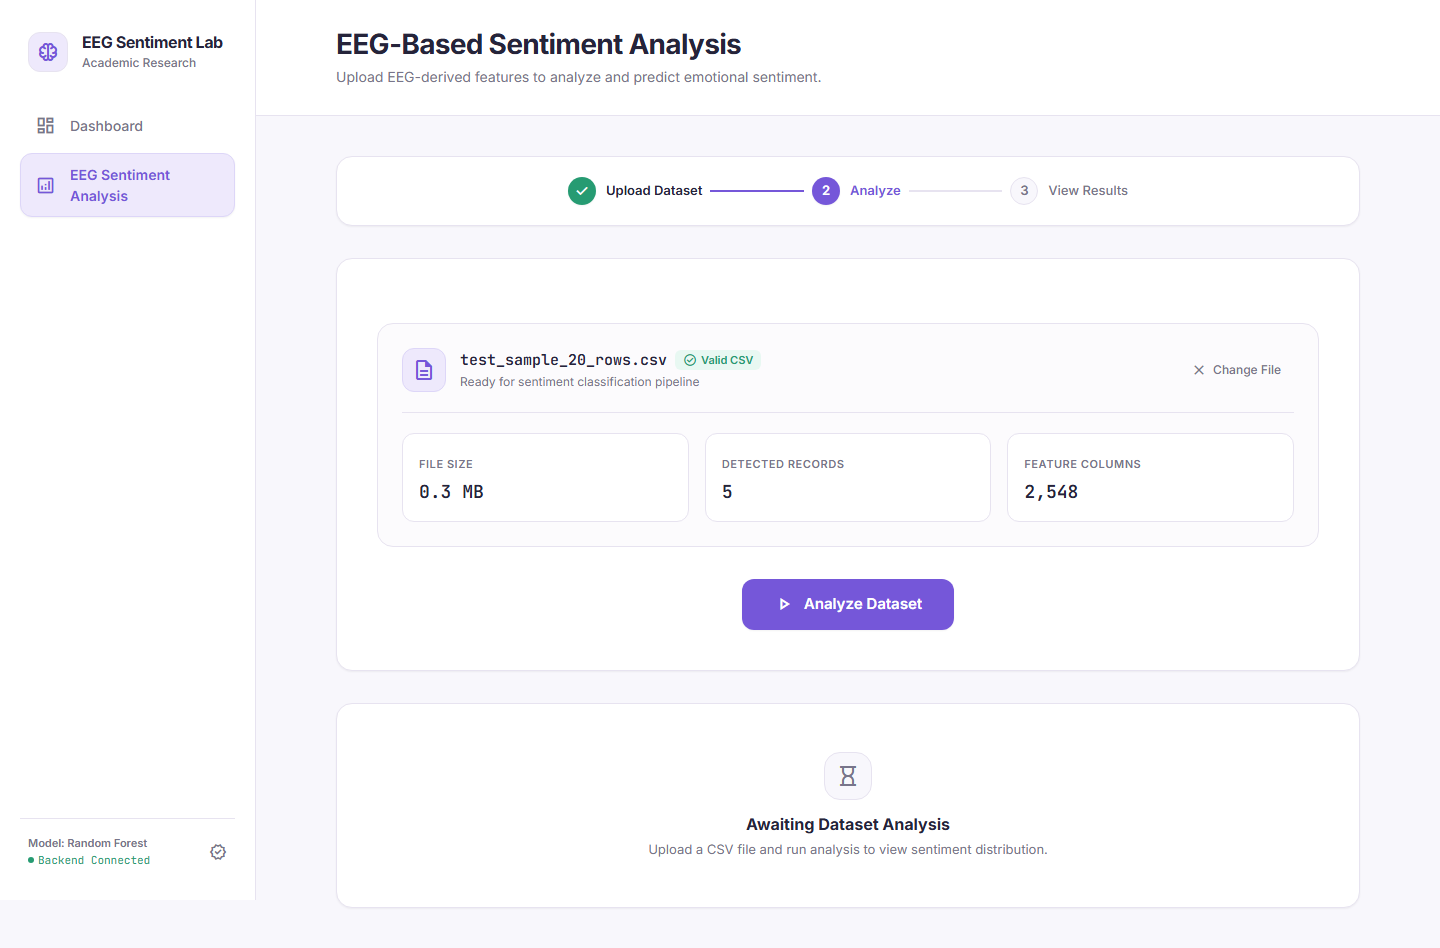 EEG Sentiment Lab
Academic Research
Dashboard
EEG Sentiment
Analysis
Model: Random Forest
Backend Connected
EEG-Based Sentiment Analysis
Upload EEG-derived features to analyze and predict emotional sentiment.
Upload Dataset
2 Analyze
3 View Results
test_sample_20_rows.csv
Valid CSV
Ready for sentiment classification pipeline
Change File
FILE SIZE
0.3 MB
DETECTED RECORDS
5
FEATURE COLUMNS
2,548
Analyze Dataset
Awaiting Dataset Analysis
Upload a CSV file and run analysis to view sentiment distribution.